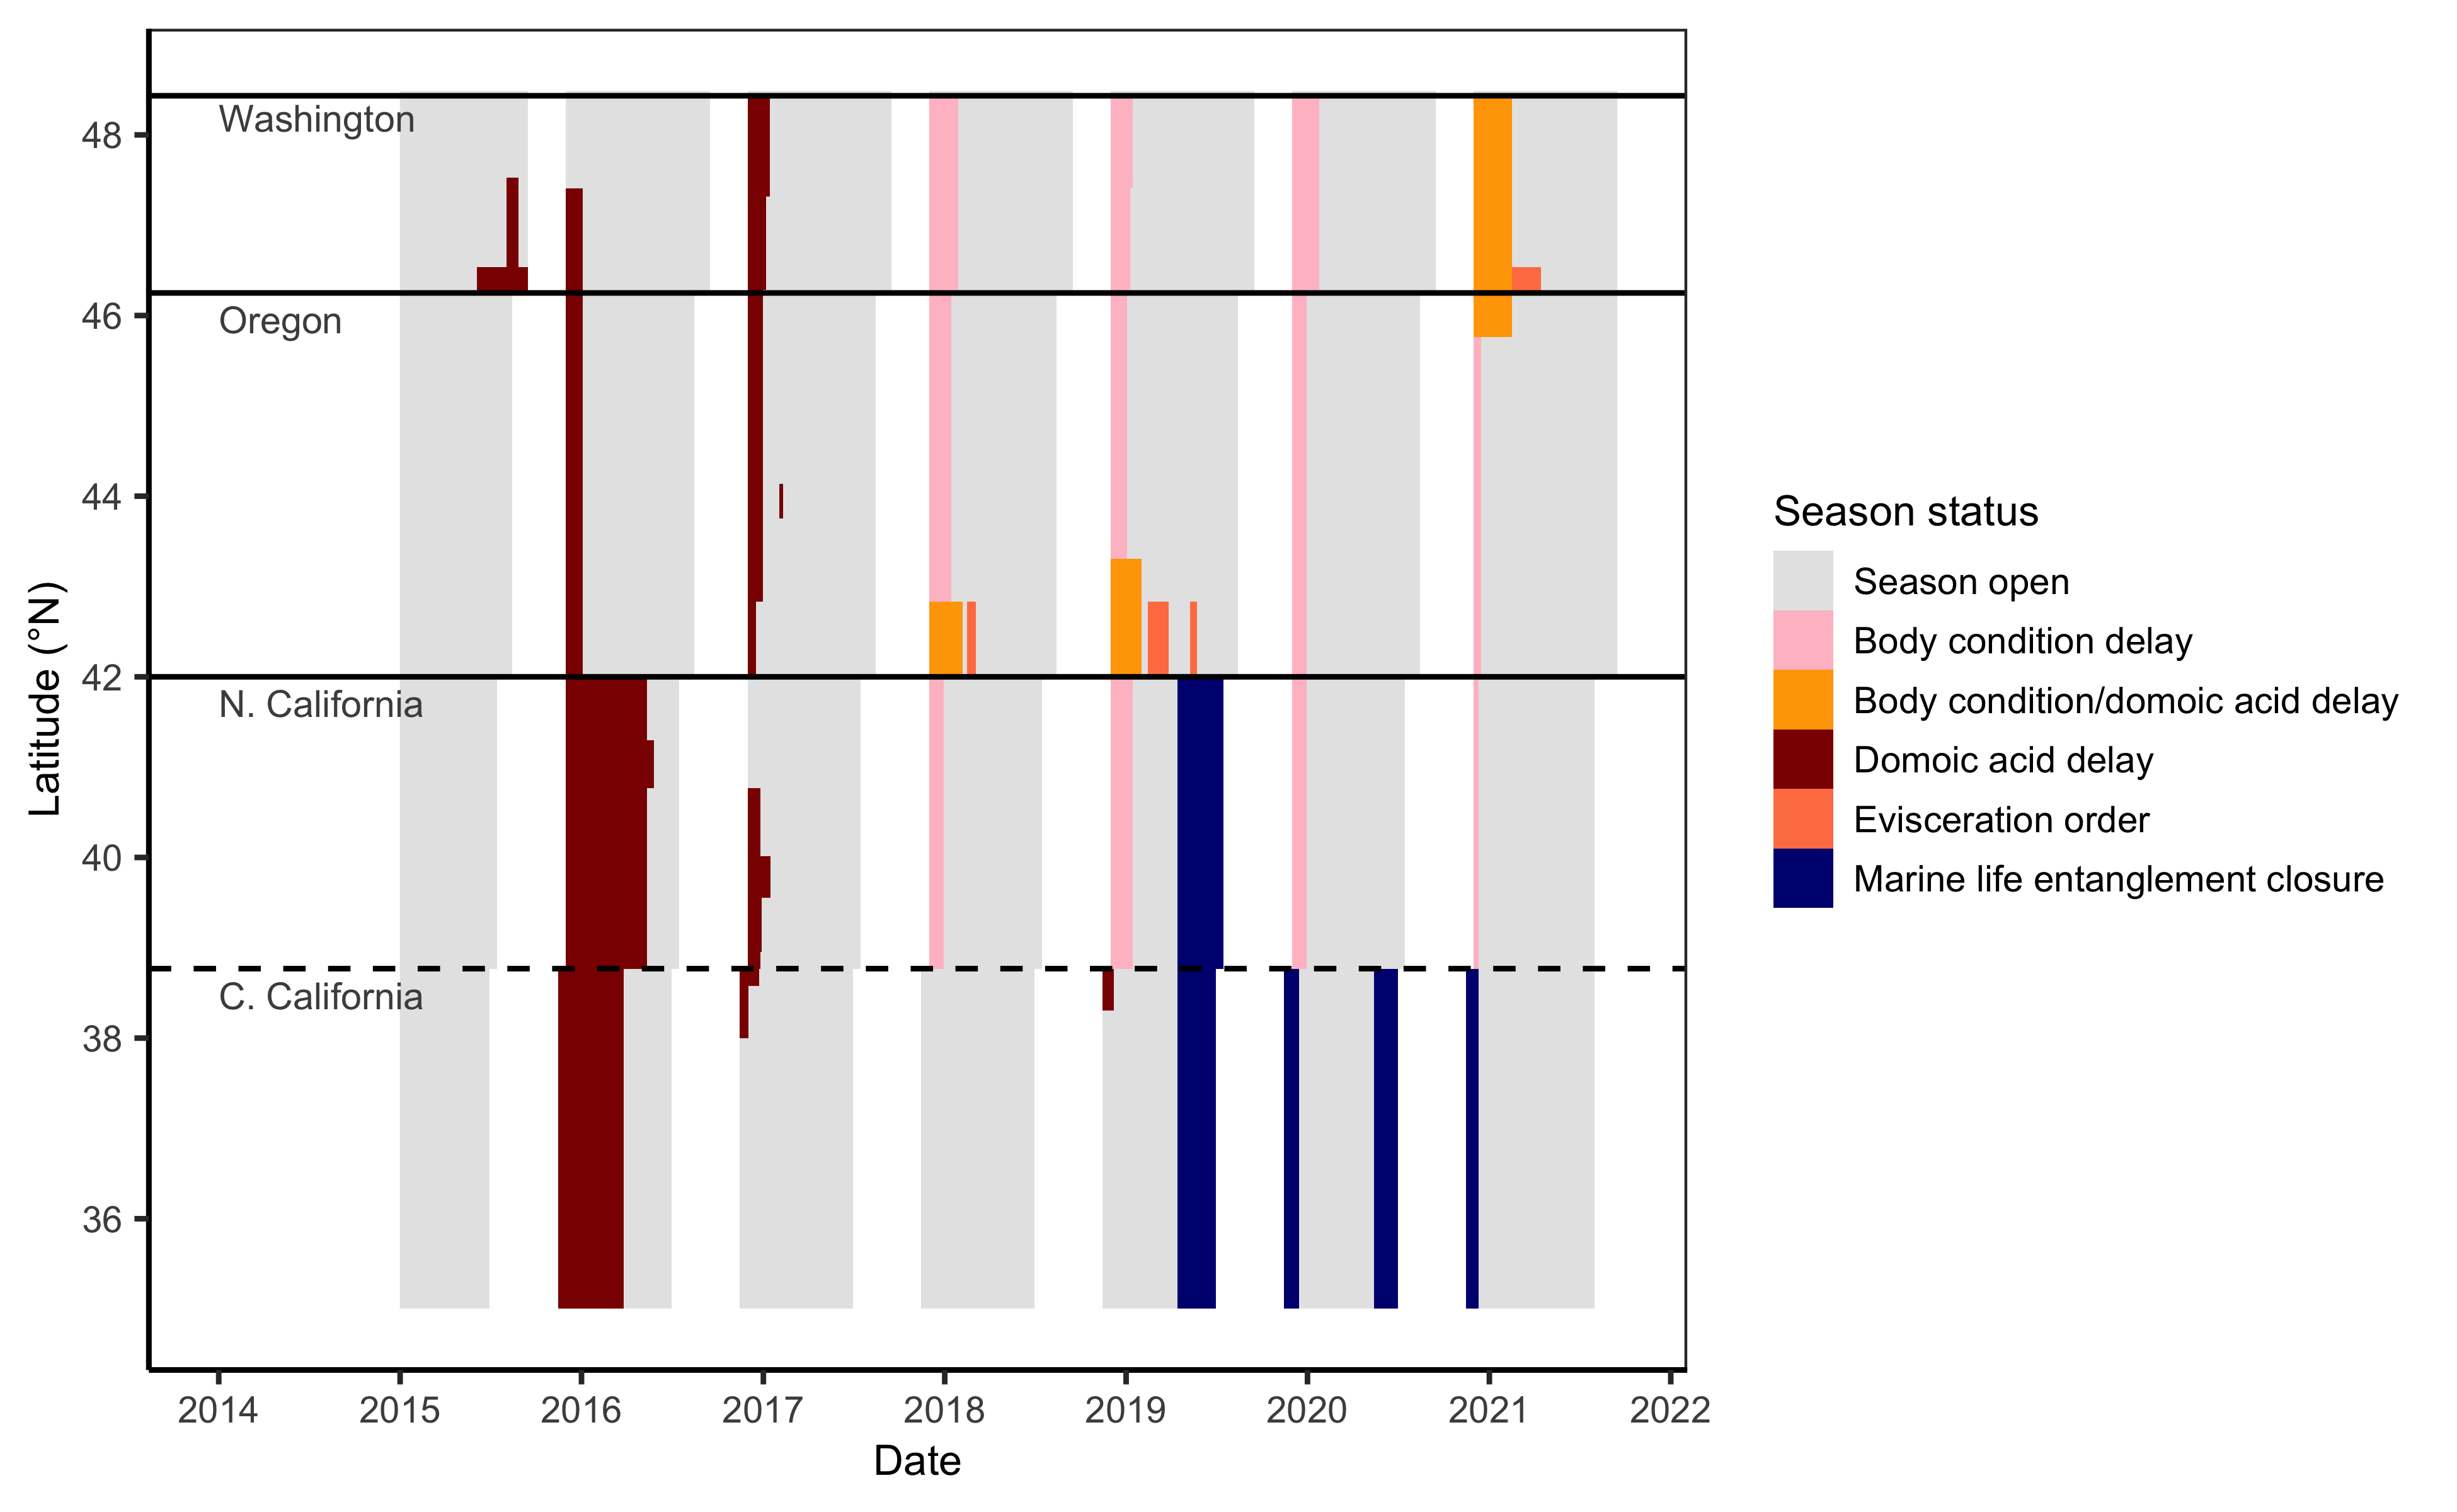 Washington
48
46
Oregon
44
Latitude (°N)
42
N. California
40
C. California
38
36
2014 2015 2016 2017 2018 2019 2020 2021 2022
Date
Season status
Season open
Body condition delay
Body condition/domoic acid delay
Domoic acid delay
Evisceration order
Marine life entanglement closure